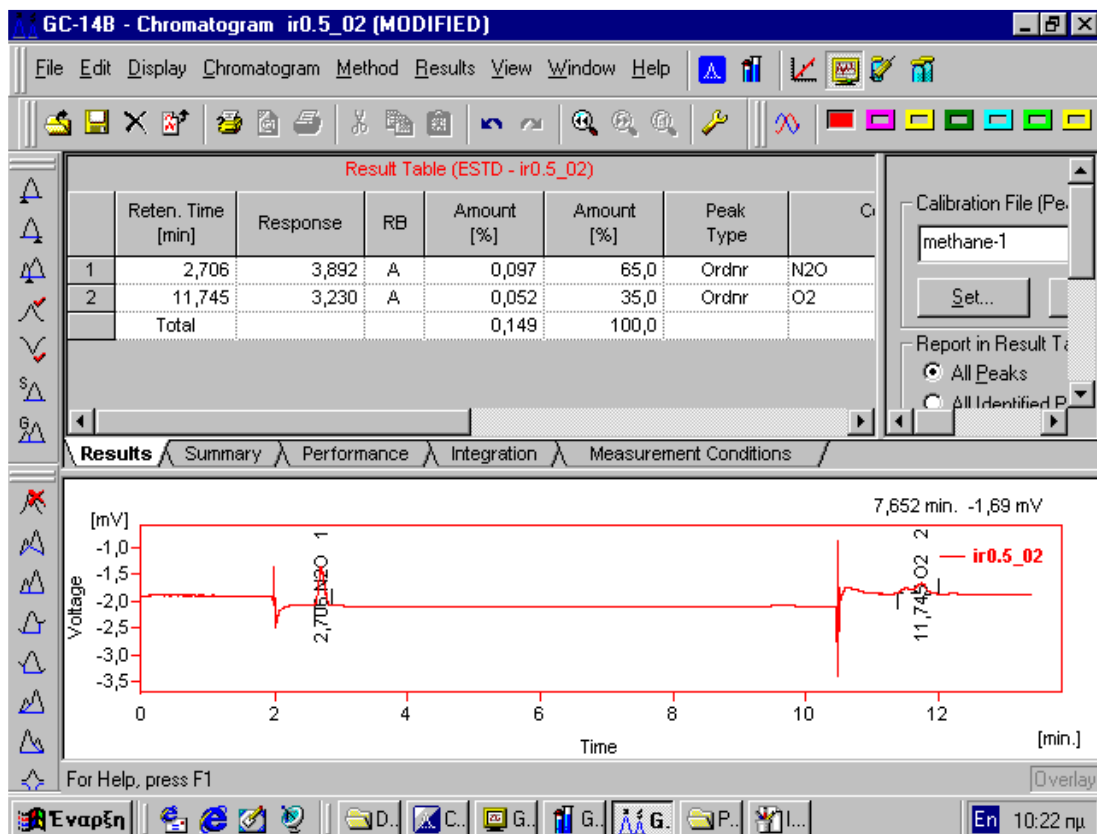 GC-14B - Chromatogram ir0.5_02 (MODIFIED)
File Edit Display Chromatogram Method Results View Window Help
Result Table (ESTD - ir0.5_02)
Reten. Time [min] Response RB Amount [%] Amount [%] Peak Type
1 2,706 3,892 A 0,097 65,0 Ordnr N2O
2 11,745 3,230 A 0,052 35,0 Ordnr O2
Total 0,149 100,0
Calibration File (Pe
methane-1
Set...
Report in Result Ta
All Peaks
All Identified P
Results Summary Performance Integration Measurement Conditions
7,652 min. -1,69 mV
[mV]
Voltage
-1,0
-1,5
-2,0
-2,5
-3,0
-3,5
2,706 N2O 1
11,745 O2 2
ir0.5_02
0 2 4 6 8 10 12
Time
[min.]
For Help, press F1
Overlay
Έναρξη D.. C.. G.. G.. G. P.. I... En 10:22 πμ